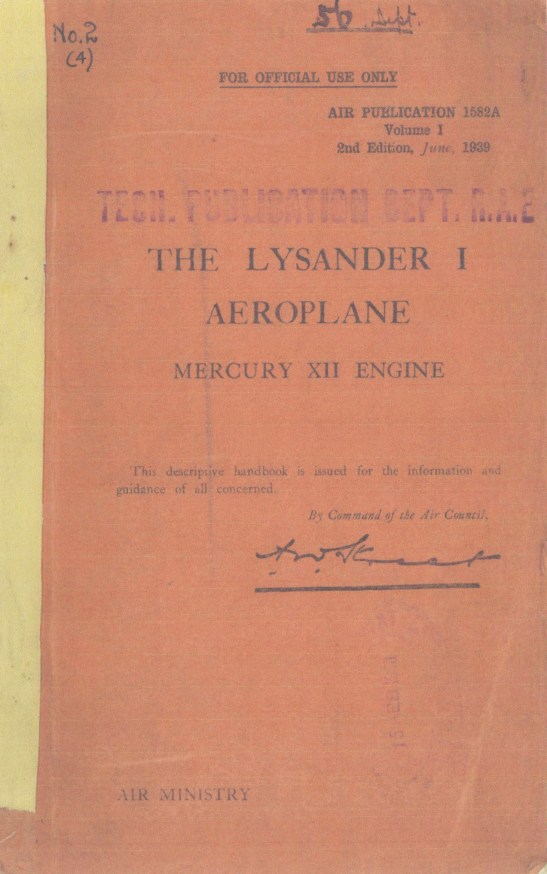 No. 2
(4)
56 Sept.
FOR OFFICIAL USE ONLY
AIR PUBLICATION 1582A
Volume I
2nd Edition, June, 1939
TECH. PUBLICATION DEPT. R.A.E
THE LYSANDER I
AEROPLANE
MERCURY XII ENGINE
This descriptive handbook is issued for the information and
guidance of all concerned.
By Command of the Air Council,
AIR MINISTRY